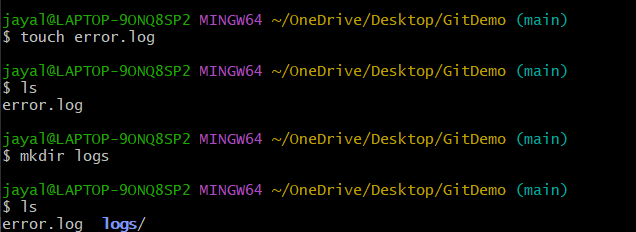 jayal@LAPTOP-9ONQ8SP2 MINGW64 ~/OneDrive/Desktop/GitDemo (main)
$ touch error.log
jayal@LAPTOP-9ONQ8SP2 MINGW64 ~/OneDrive/Desktop/GitDemo (main)
$ ls
error.log
jayal@LAPTOP-9ONQ8SP2 MINGW64 ~/OneDrive/Desktop/GitDemo (main)
$ mkdir logs
jayal@LAPTOP-9ONQ8SP2 MINGW64 ~/OneDrive/Desktop/GitDemo (main)
$ ls
error.log  logs/